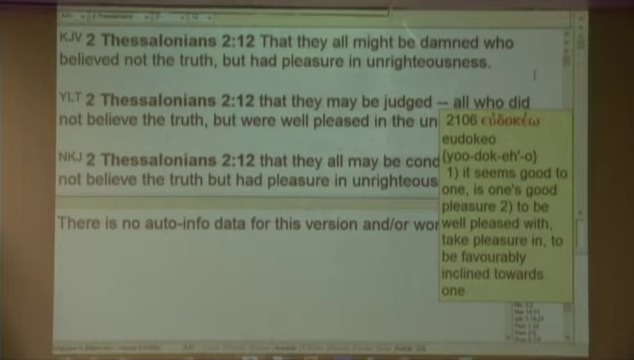 KJV 2 Thessalonians 2:12 That they all might be damned who
believed not the truth, but had pleasure in unrighteousness.
YLT 2 Thessalonians 2:12 that they may be judged -- all who did
not believe the truth, but were well pleased in the un
NKJ 2 Thessalonians 2:12 that they all may be cond
not believe the truth but had pleasure in unrighteous
There is no auto-info data for this version and/or wor
2106 εὐδοκέω
eudokeo
{yoo-dok-eh'-o}
1) it seems good to
one, is one's good
pleasure 2) to be
well pleased with,
take pleasure in, to
be favourably
inclined towards
one